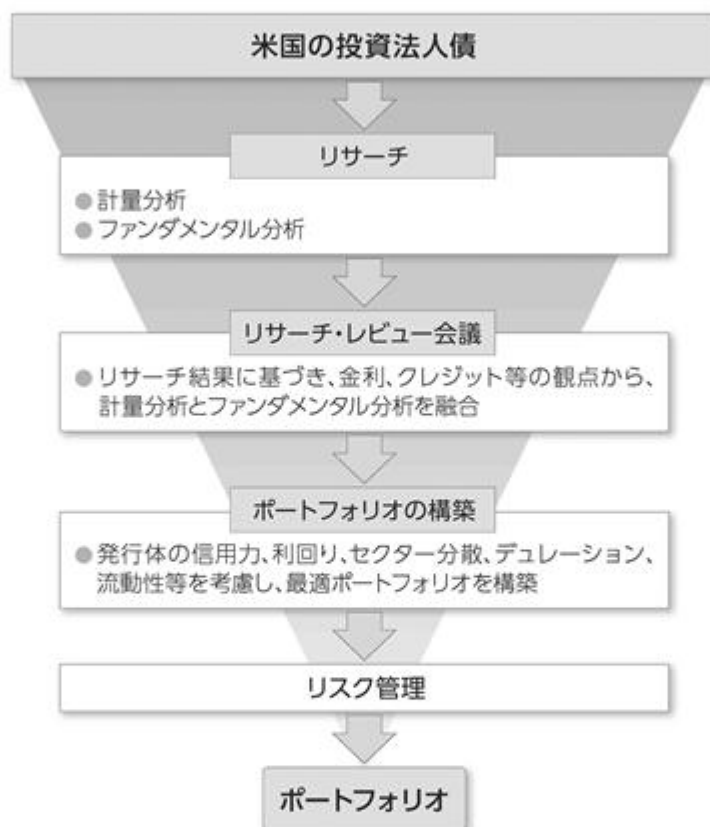 米国の投資法人債
リサーチ
●計量分析
●ファンダメンタル分析
リサーチ・レビュー会議
●リサーチ結果に基づき、金利、クレジット等の観点から、
計量分析とファンダメンタル分析を融合
ポートフォリオの構築
●発行体の信用力、利回り、セクター分散、デュレーション、
流動性等を考慮し、最適ポートフォリオを構築
リスク管理
ポートフォリオ